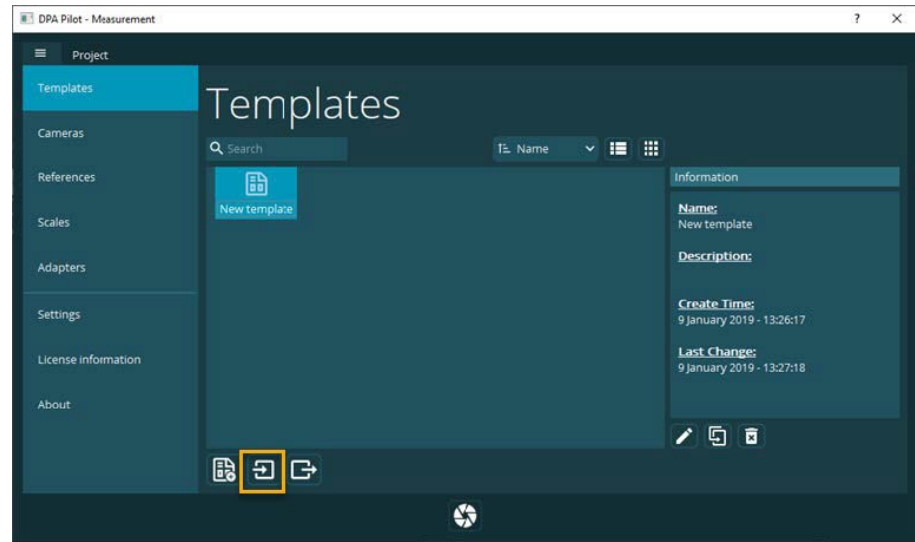 DPA Pilot - Measurement
?
Project
Templates
Cameras
References
Scales
Adapters
Settings
License information
About
Templates
Search
Name
New template
Information
Name:
New template
Description:
Create Time:
9 January 2019 - 13:26:17
Last Change:
9 January 2019 - 13:27:18